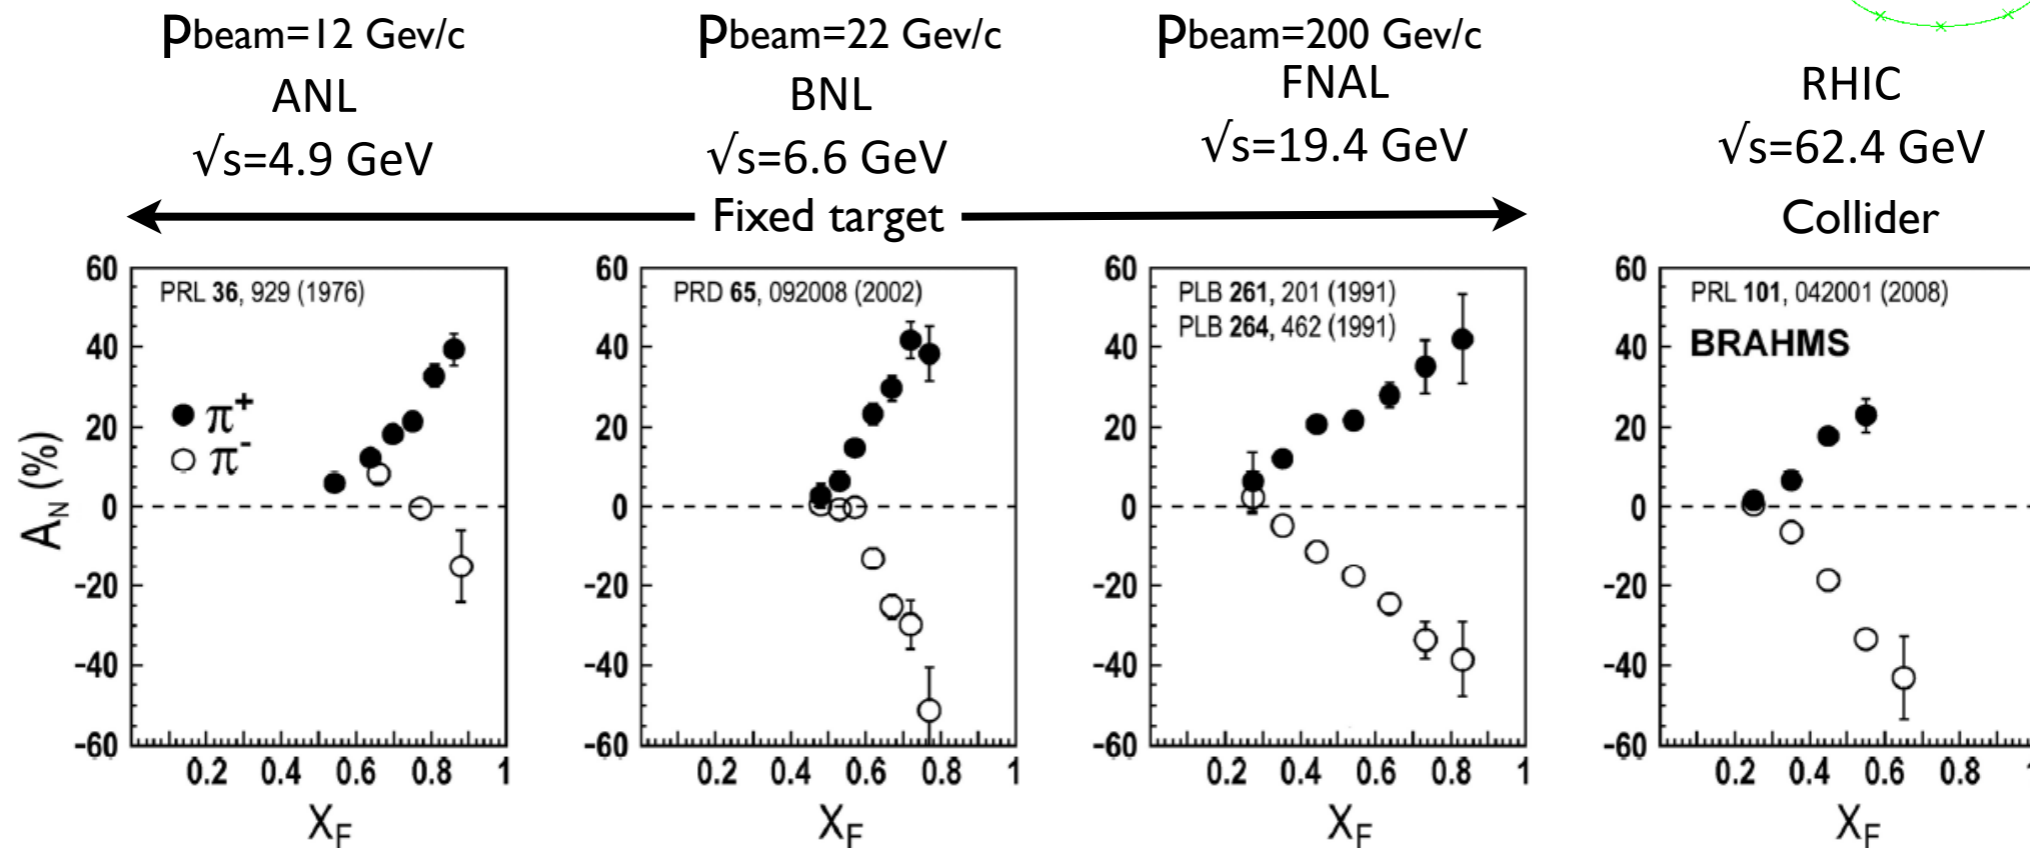 pbeam=12 Gev/c
ANL
√s=4.9 GeV
pbeam=22 Gev/c
BNL
√s=6.6 GeV
pbeam=200 Gev/c
FNAL
√s=19.4 GeV
RHIC
√s=62.4 GeV
Fixed target
Collider
A_N (%)
60
40
20
0
-20
-40
-60
PRL 36, 929 (1976)
π+
π-
0.2 0.4 0.6 0.8 1
X_F
60
40
20
0
-20
-40
-60
PRD 65, 092008 (2002)
0.2 0.4 0.6 0.8 1
X_F
60
40
20
0
-20
-40
-60
PLB 261, 201 (1991)
PLB 264, 462 (1991)
0.2 0.4 0.6 0.8 1
X_F
60
40
20
0
-20
-40
-60
PRL 101, 042001 (2008)
BRAHMS
0.2 0.4 0.6 0.8
X_F